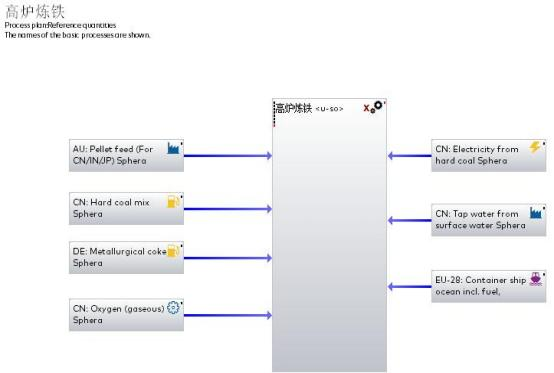 高炉炼铁
Process plan:Reference quantities
The names of the basic processes are shown.
高炉炼铁 <u-so>
AU: Pellet feed (For
CN/IN/JP) Sphera
CN: Hard coal mix
Sphera
DE: Metallurgical coke
Sphera
CN: Oxygen (gaseous)
Sphera
CN: Electricity from
hard coal Sphera
CN: Tap water from
surface water Sphera
EU-28: Container ship
ocean incl. fuel,